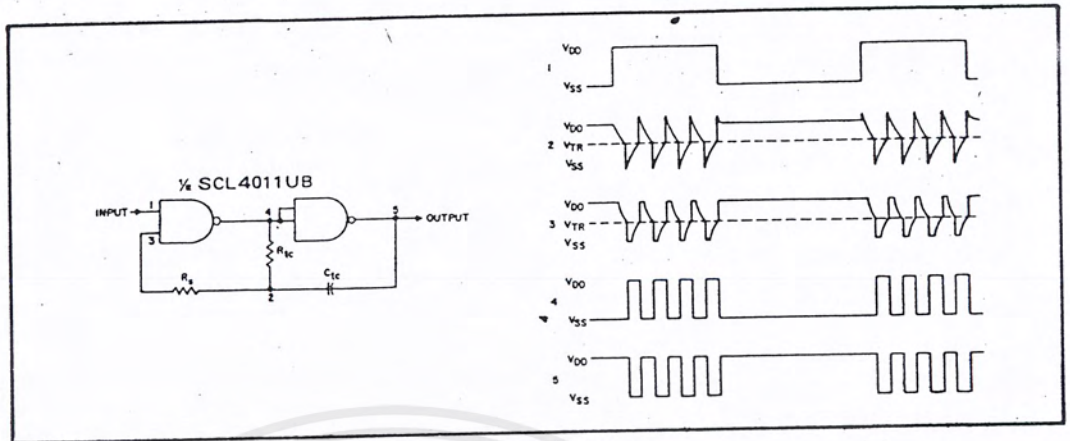 ½ SCL4011UB
INPUT 1
3
4
5 OUTPUT
Rtc
Rs
2
Ctc
VDD
1
VSS
VDD
2 VTR
VSS
VDD
3 VTR
VSS
VDD
4
4 VSS
VDD
5
VSS